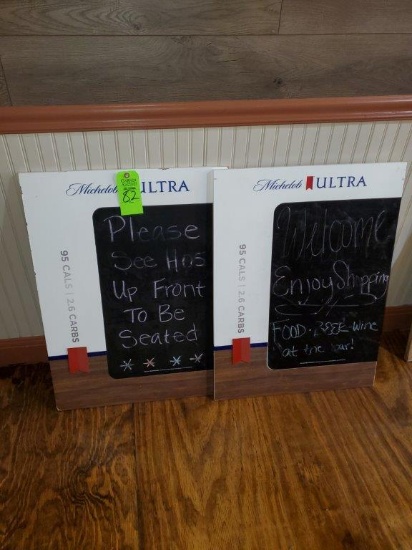 Michelob ULTRA
82
95 CALS | 2.6 CARBS
Please
See Hos
Up Front
To Be
Seated
Michelob ULTRA
95 CALS | 2.6 CARBS
Welcome
Enjoy Shopping
FOOD · BEER · Wine
at the bar!